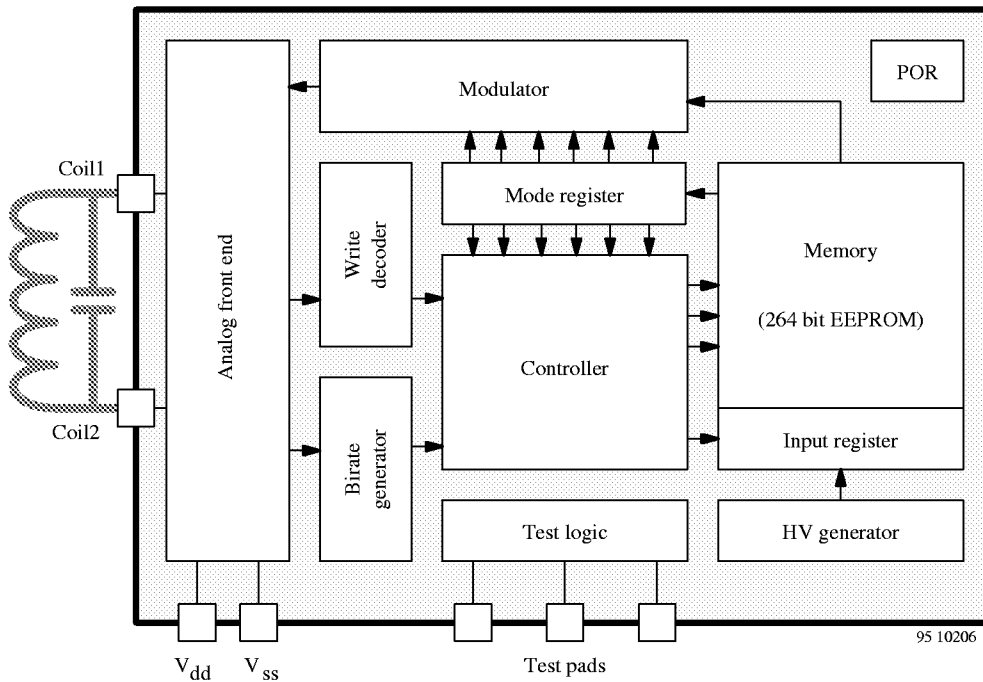 POR
Modulator
Coil1
Mode register
Analog front end
Write
decoder
Memory
(264 bit EEPROM)
Controller
Coil2
Birate
generator
Input register
Test logic
HV generator
95 10206
Vdd
Vss
Test pads